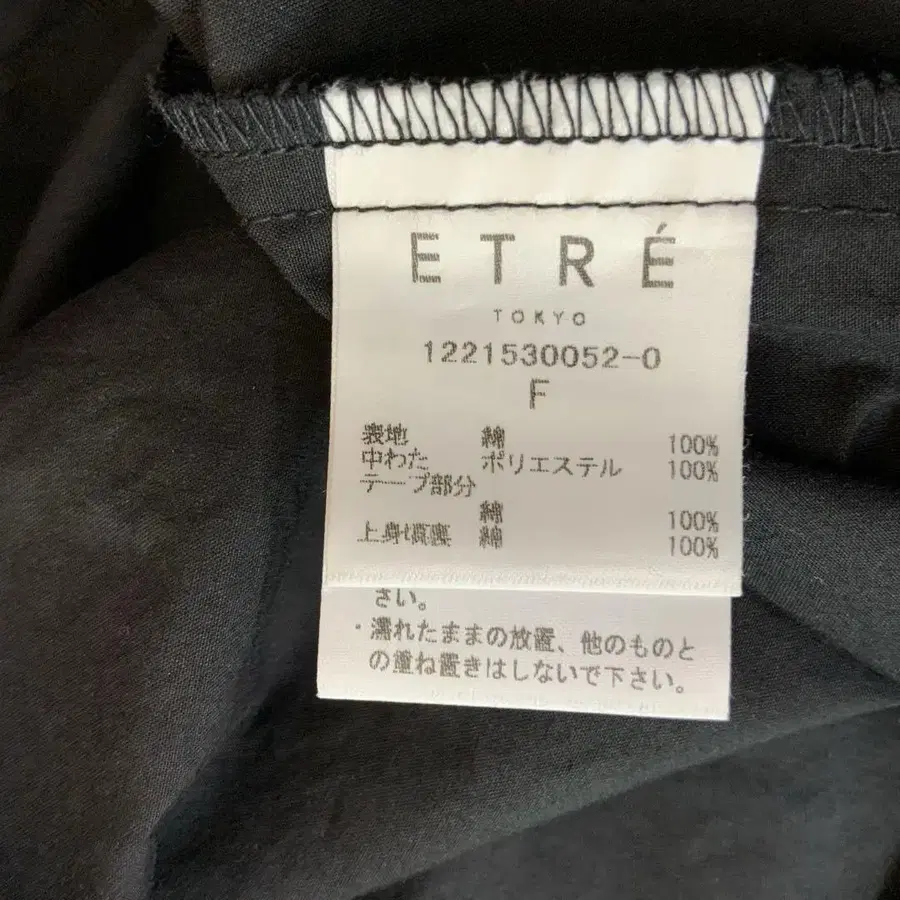 ETRÉ
TOKYO
1221530052-0
F
表地 綿 100%
中わた ポリエステル 100%
テープ部分
綿 100%
上身頃裏 綿 100%
さい。
・濡れたままの放置、他のものと
の重ね置きはしないで下さい。